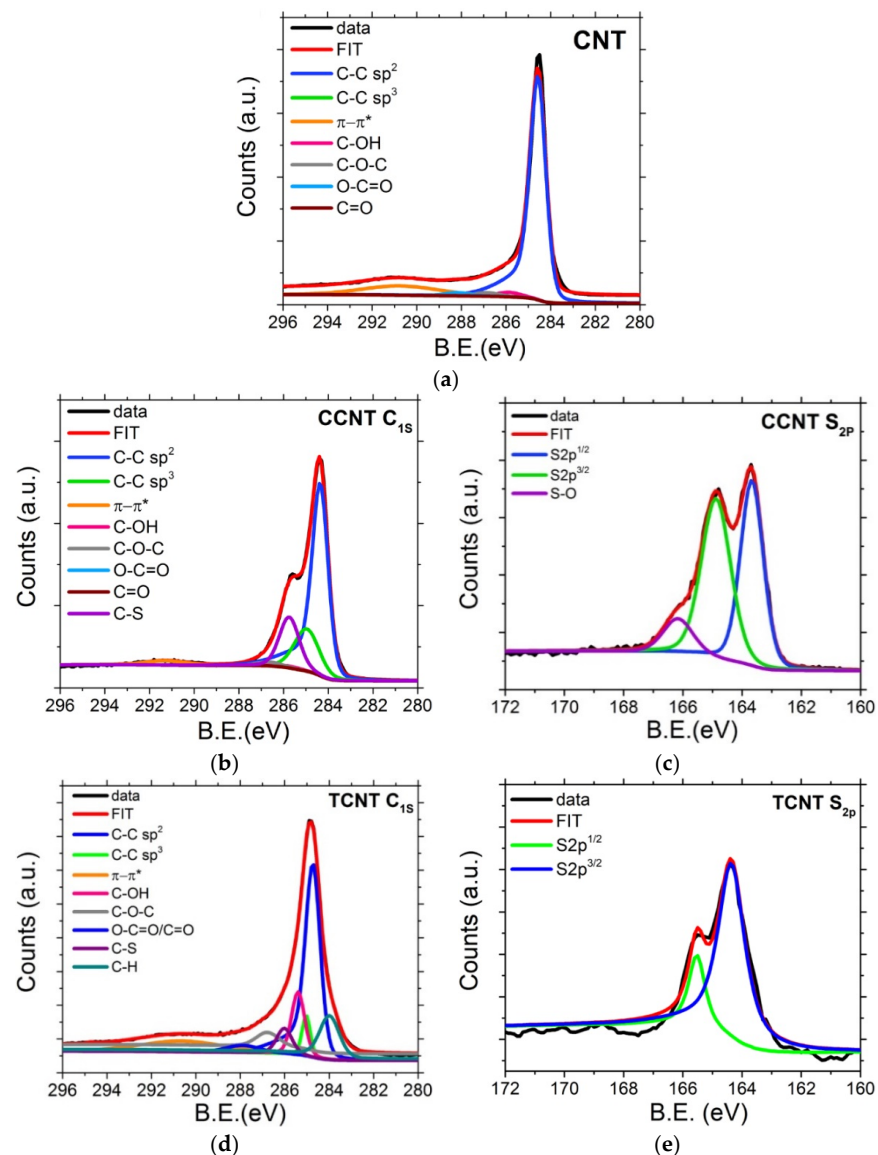 CNT
data
FIT
C-C sp²
C-C sp³
π−π*
C-OH
C-O-C
O-C=O
C=O
Counts (a.u.)
296 294 292 290 288 286 284 282 280
B.E.(eV)
(a)
CCNT C1S
data
FIT
C-C sp²
C-C sp³
π−π*
C-OH
C-O-C
O-C=O
C=O
C-S
Counts (a.u.)
296 294 292 290 288 286 284 282 280
B.E.(eV)
(b)
CCNT S2P
data
FIT
S2p1/2
S2p3/2
S-O
Counts (a.u.)
172 170 168 166 164 162 160
B.E.(eV)
(c)
TCNT C1S
data
FIT
C-C sp²
C-C sp³
π−π*
C-OH
C-O-C
O-C=O/C=O
C-S
C-H
Counts (a.u.)
296 294 292 290 288 286 284 282 280
B.E.(eV)
(d)
TCNT S2p
data
FIT
S2p1/2
S2p3/2
Counts (a.u.)
172 170 168 166 164 162 160
B.E. (eV)
(e)